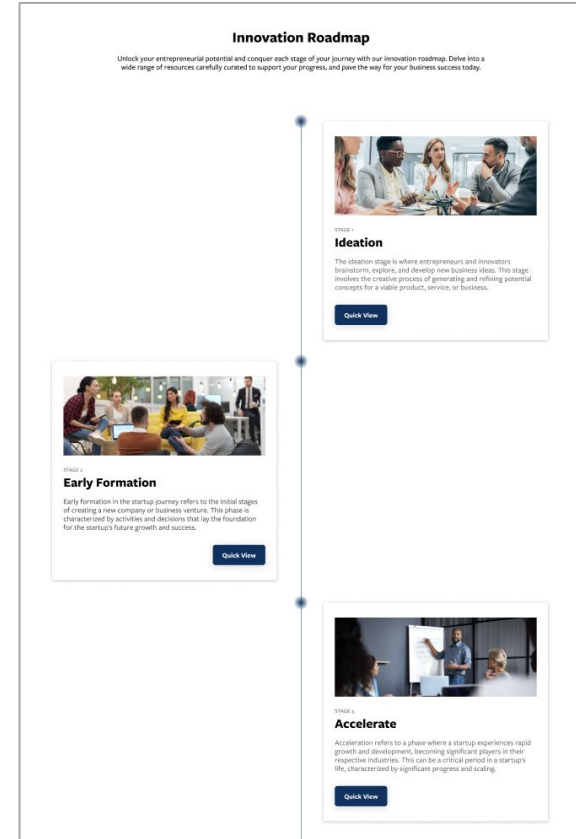 Innovation Roadmap
Unlock your entrepreneurial potential and conquer each stage of your journey with our innovation roadmap. Delve into a
wide range of resources carefully curated to support your progress, and pave the way for your business success today.
STAGE 1
Ideation
The ideation stage is where entrepreneurs and innovators
brainstorm, explore, and develop new business ideas. This stage
involves the creative process of generating and refining potential
concepts for a viable product, service, or business.
Quick View
STAGE 2
Early Formation
Early formation in the startup journey refers to the initial stages
of creating a new company or business venture. This phase is
characterized by activities and decisions that lay the foundation
for the startup's future growth and success.
Quick View
STAGE 3
Accelerate
Acceleration refers to a phase where a startup experiences rapid
growth and development, becoming significant players in their
respective industries. This can be a critical period in a startup's
life, characterized by significant progress and scaling.
Quick View